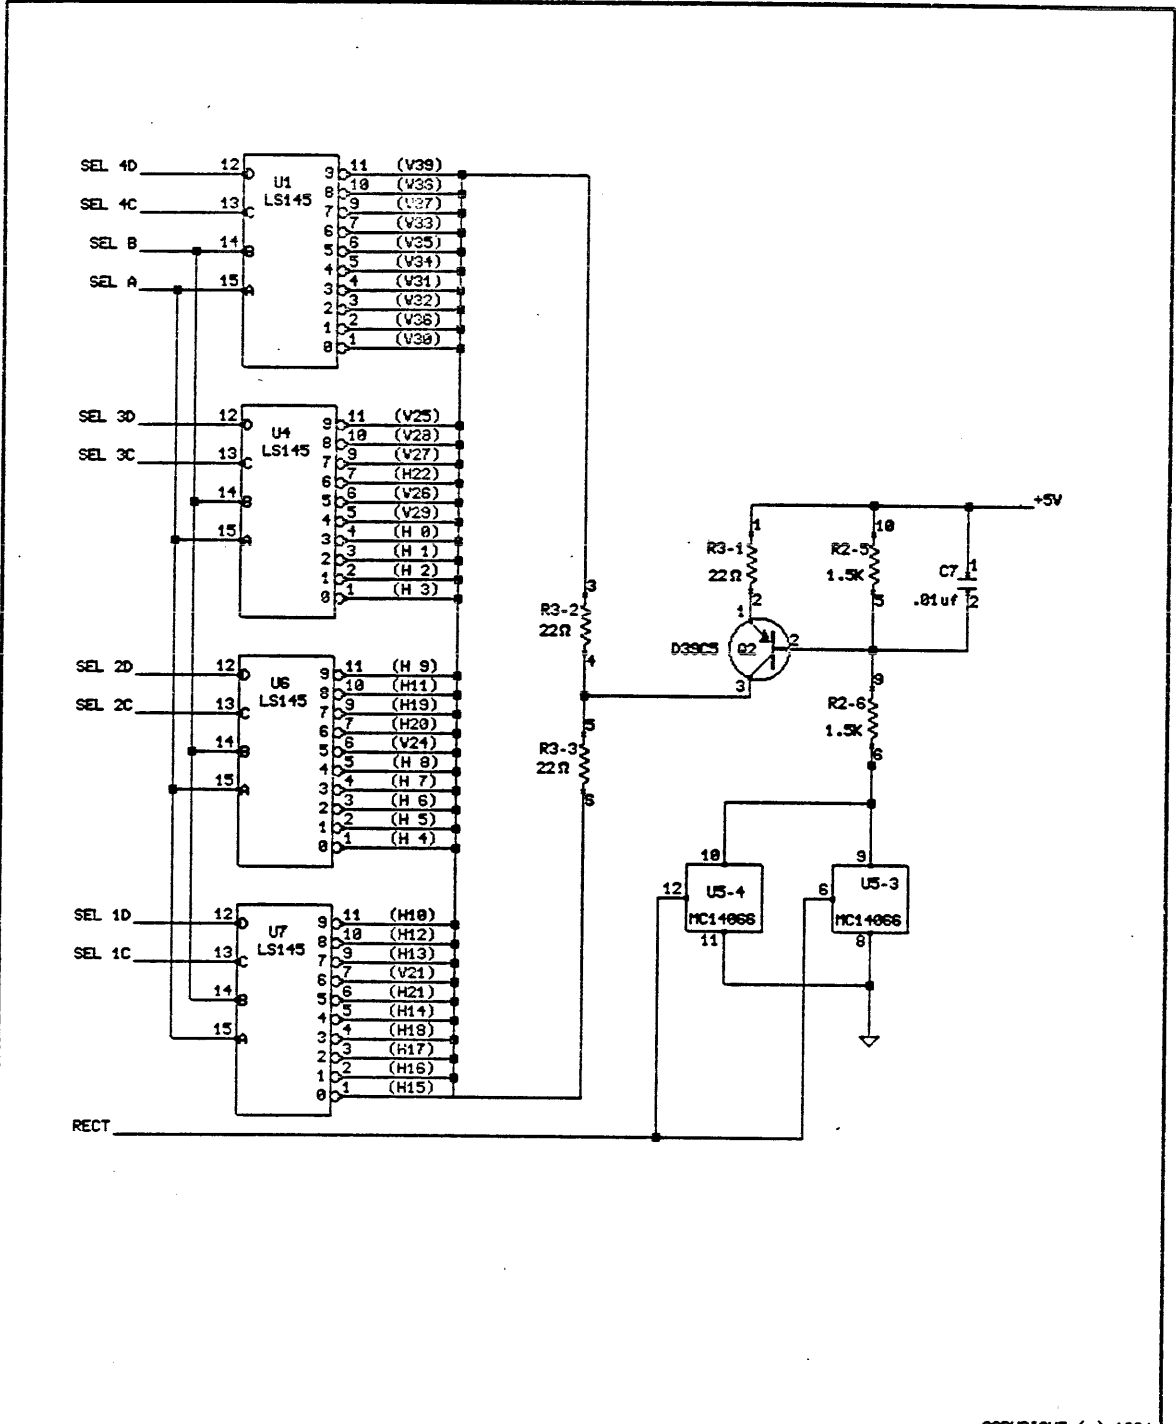 SEL 4D 12 D U1 LS145 9 11 (V39)
8 10 (V38)
SEL 4C 13 C 7 9 (V37)
6 7 (V33)
SEL B 14 B 5 6 (V35)
4 5 (V34)
SEL A 15 A 3 4 (V31)
2 3 (V32)
1 2 (V36)
0 1 (V30)
SEL 3D 12 D U4 LS145 9 11 (V25)
8 10 (V28)
SEL 3C 13 C 7 9 (V27)
6 7 (H22)
14 B 5 6 (V26)
4 5 (V29)
15 A 3 4 (H 0)
2 3 (H 1)
1 2 (H 2)
0 1 (H 3)
SEL 2D 12 D U6 LS145 9 11 (H 9)
8 10 (H11)
SEL 2C 13 C 7 9 (H19)
6 7 (H20)
14 B 5 6 (V24)
4 5 (H 8)
15 A 3 4 (H 7)
2 3 (H 6)
1 2 (H 5)
0 1 (H 4)
SEL 1D 12 D U7 LS145 9 11 (H10)
8 10 (H12)
SEL 1C 13 C 7 9 (H13)
6 7 (V21)
14 B 5 6 (H21)
4 5 (H14)
15 A 3 4 (H18)
2 3 (H17)
1 2 (H16)
0 1 (H15)
RECT
3
R3-2
22Ω
4
5
R3-3
22Ω
6
+5V
1
R3-1
22Ω
2
10
R2-5
1.5K
5
C7 1
.01uf 2
1
D39C5 Q2 2
3
9
R2-6
1.5K
6
10
12 U5-4
MC14066
11
9
6 U5-3
MC14066
8